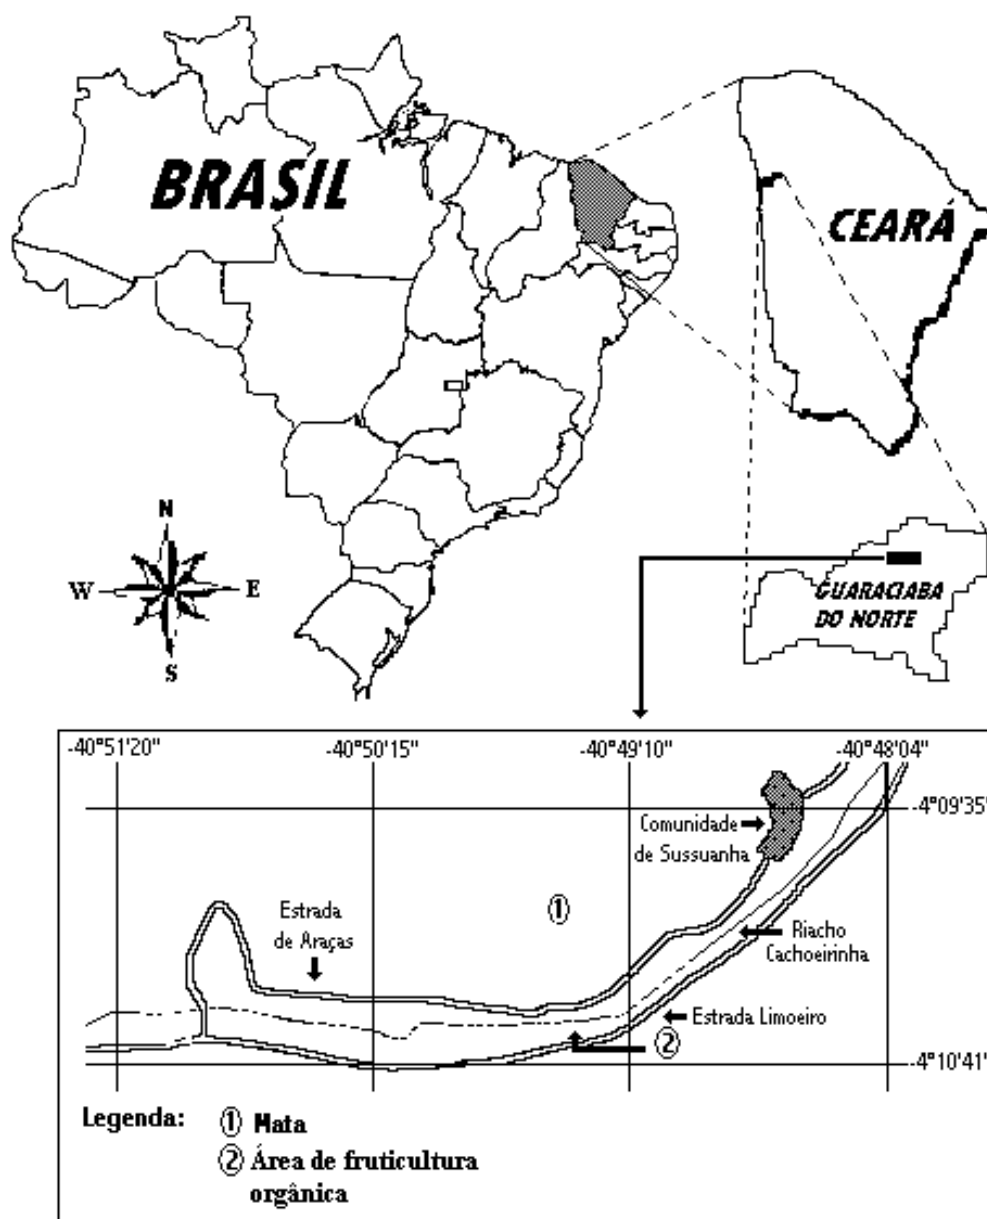 BRASIL
CEARÁ
N
W
E
S
GUARACIABA
DO NORTE
-40°51'20"
-40°50'15"
-40°49'10"
-40°48'04"
-4°09'35"
Comunidade
de Sussuanha
1
Estrada
de Araças
Riacho
Cachoeirinha
Estrada Limoeiro
2
-4°10'41"
Legenda:
1 Mata
2 Área de fruticultura
orgânica